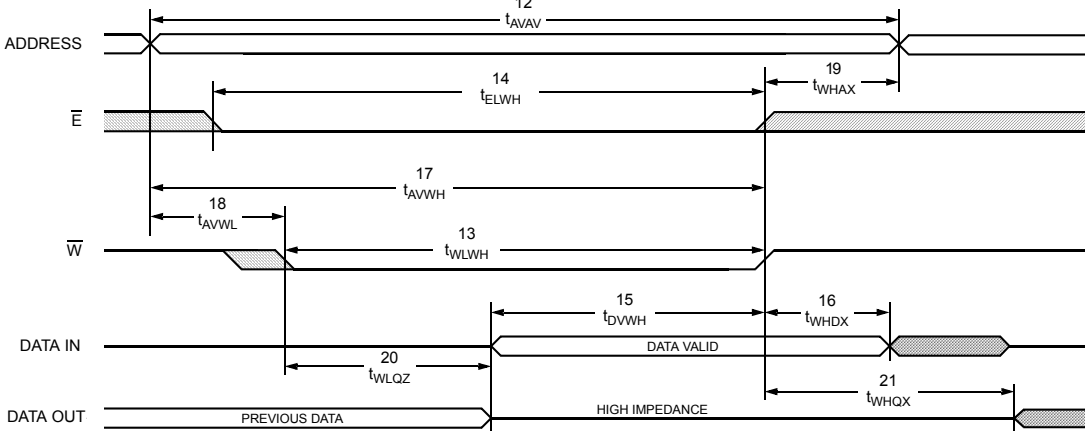 12
tAVAV
ADDRESS
14
tELWH
19
tWHAX
E
17
tAVWH
18
tAVWL
W
13
tWLWH
15
tDVWH
16
tWHDX
DATA IN
DATA VALID
20
tWLQZ
21
tWHQX
DATA OUT
PREVIOUS DATA
HIGH IMPEDANCE